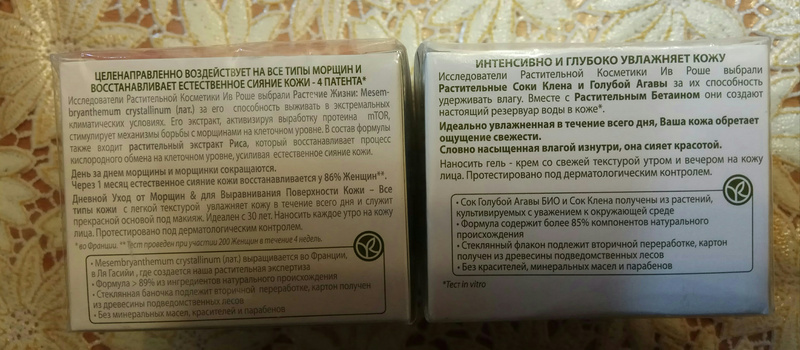 ЦЕЛЕНАПРАВЛЕННО ВОЗДЕЙСТВУЕТ НА ВСЕ ТИПЫ МОРЩИН И
ВОССТАНАВЛИВАЕТ ЕСТЕСТВЕННОЕ СИЯНИЕ КОЖИ - 4 ПАТЕНТА*
Исследователи Растительной Косметики Ив Роше выбрали Растение Жизни: Mesem-
bryanthemum crystallinum (лат.) за его способность выживать в экстремальных
климатических условиях. Его экстракт, активизируя выработку протеина mTOR,
стимулирует механизмы борьбы с морщинами на клеточном уровне. В состав формулы
также входит растительный экстракт Риса, который восстанавливает процесс
кислородного обмена на клеточном уровне, усиливая естественное сияние кожи.
День за днем морщины и морщинки сокращаются.
Через 1 месяц естественное сияние кожи восстанавливается у 86% Женщин**.
Дневной Уход от Морщин & для Выравнивания Поверхности Кожи – Все
типы кожи с легкой текстурой увлажняет кожу в течение всего дня и служит
прекрасной основой под макияж. Идеален с 30 лет. Наносить каждое утро на кожу
лица. Протестировано под дерматологическим контролем.
* во Франции. ** Тест проведен при участии 200 Женщин в течение 4 недель.
• Mesembryanthemum crystallinum (лат.) выращивается во Франции,
в Ля Гасийи, где создается наша растительная экспертиза
• Формула > 89% из ингредиентов натурального происхождения
• Стеклянная баночка подлежит вторичной переработке, картон получен
из древесины подведомственных лесов
• Без минеральных масел, красителей и парабенов
ИНТЕНСИВНО И ГЛУБОКО УВЛАЖНЯЕТ КОЖУ
Исследователи Растительной Косметики Ив Роше выбрали
Растительные Соки Клена и Голубой Агавы за их способность
удерживать влагу. Вместе с Растительным Бетаином они создают
настоящий резервуар воды в коже*.
Идеально увлажненная в течение всего дня, Ваша кожа обретает
ощущение свежести.
Словно насыщенная влагой изнутри, она сияет красотой.
Наносить гель - крем со свежей текстурой утром и вечером на кожу
лица. Протестировано под дерматологическим контролем.
• Сок Голубой Агавы БИО и Сок Клена получены из растений,
культивируемых с уважением к окружающей среде
• Формула содержит более 85% компонентов натурального
происхождения
• Стеклянный флакон подлежит вторичной переработке, картон
получен из древесины подведомственных лесов
• Без красителей, минеральных масел и парабенов
*Тест In vitro